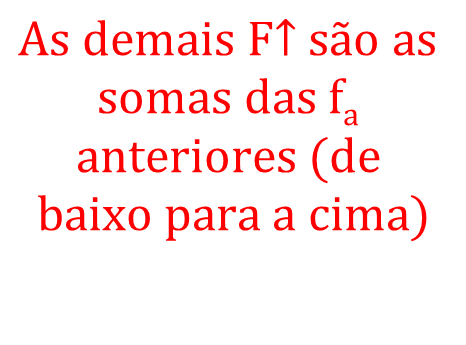 As demais F↑ são as
somas das fa
anteriores (de
baixo para a cima)